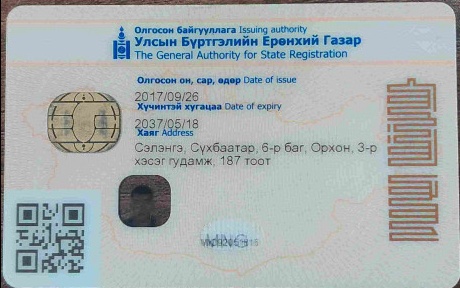 Олгосон байгууллага Issuing authority
Улсын Бүртгэлийн Ерөнхий Газар
The General Authority for State Registration
Олгосон он, сар, өдөр Date of issue
2017/09/26
Хүчинтэй хугацаа Date of expiry
2037/05/18
Хаяг Address
Сэлэнгэ, Сүхбаатар, 6-р баг, Орхон, 3-р
хэсэг гудамж, 187 тоот
MNG